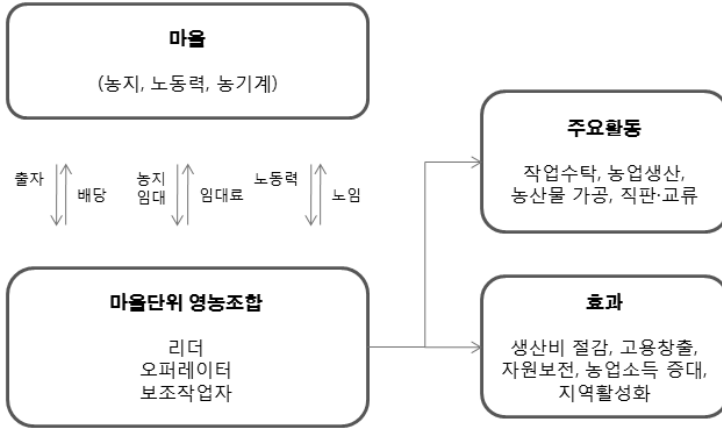 마을
(농지, 노동력, 농기계)
출자
배당
농지
임대
임대료
노동력
노임
마을단위 영농조합
리더
오퍼레이터
보조작업자
주요활동
작업수탁, 농업생산,
농산물 가공, 직판·교류
효과
생산비 절감, 고용창출,
자원보전, 농업소득 증대,
지역활성화